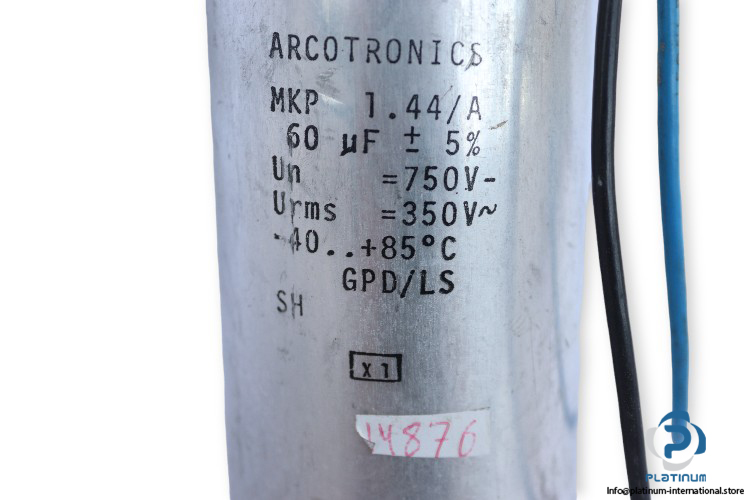 ARCOTRONICS
MKP 1.44/A
60 µF ± 5%
Un =750V-
Urms =350V~
-40..+85°C
GPD/LS
SH
X1
14876
PLATINUM
Info@platinum-international.store